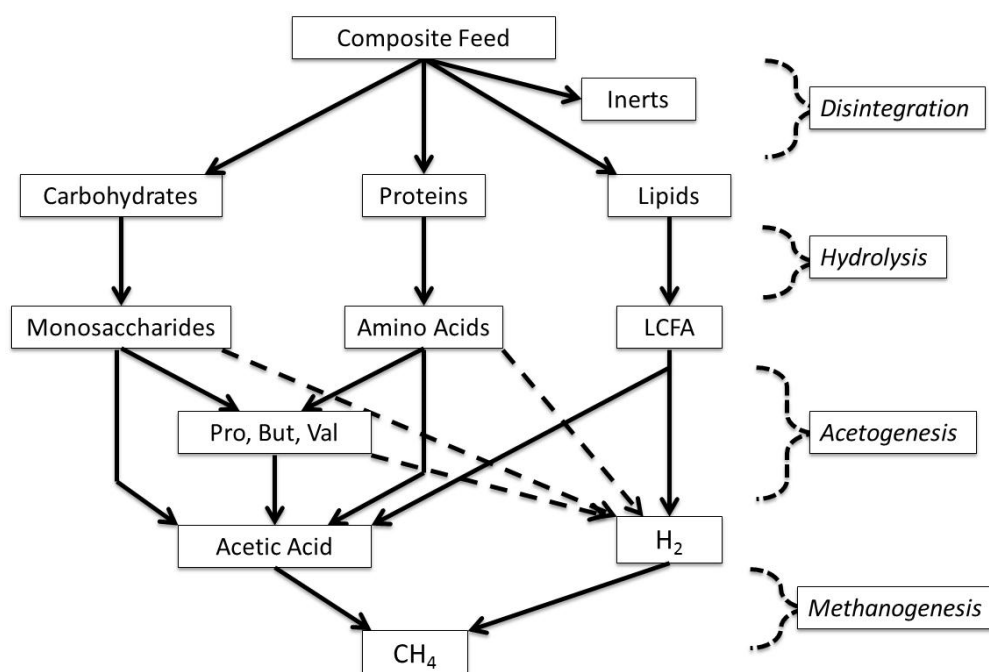 Composite Feed
Inerts
Disintegration
Carbohydrates
Proteins
Lipids
Hydrolysis
Monosaccharides
Amino Acids
LCFA
Pro, But, Val
Acetogenesis
Acetic Acid
H₂
Methanogenesis
CH₄